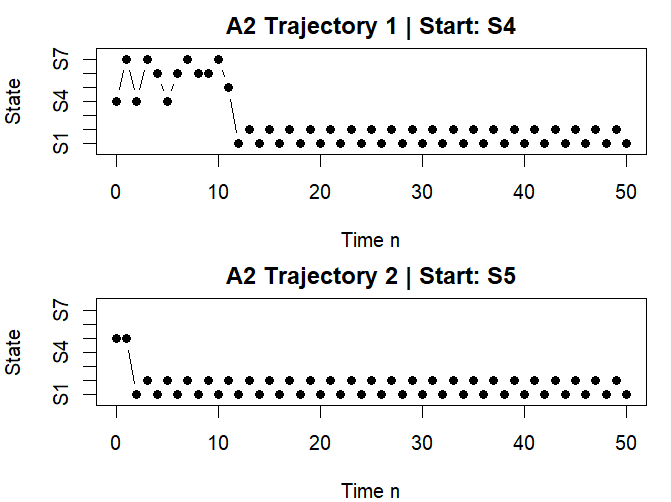 A2 Trajectory 1 | Start: S4
State
S7
S4
S1
0 10 20 30 40 50
Time n
A2 Trajectory 2 | Start: S5
State
S7
S4
S1
0 10 20 30 40 50
Time n